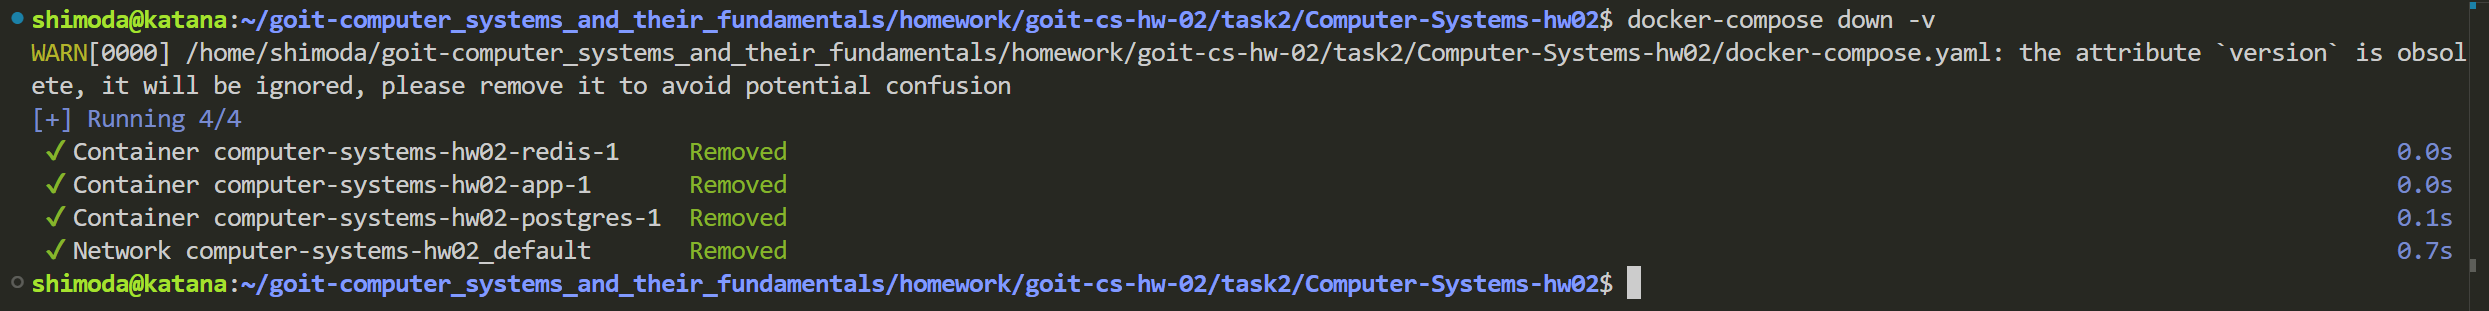 shimoda@katana:~/goit-computer_systems_and_their_fundamentals/homework/goit-cs-hw-02/task2/Computer-Systems-hw02$ docker-compose down -v
WARN[0000] /home/shimoda/goit-computer_systems_and_their_fundamentals/homework/goit-cs-hw-02/task2/Computer-Systems-hw02/docker-compose.yaml: the attribute `version` is obsol
ete, it will be ignored, please remove it to avoid potential confusion
[+] Running 4/4
✔ Container computer-systems-hw02-redis-1 Removed 0.0s
✔ Container computer-systems-hw02-app-1 Removed 0.0s
✔ Container computer-systems-hw02-postgres-1 Removed 0.1s
✔ Network computer-systems-hw02_default Removed 0.7s
shimoda@katana:~/goit-computer_systems_and_their_fundamentals/homework/goit-cs-hw-02/task2/Computer-Systems-hw02$